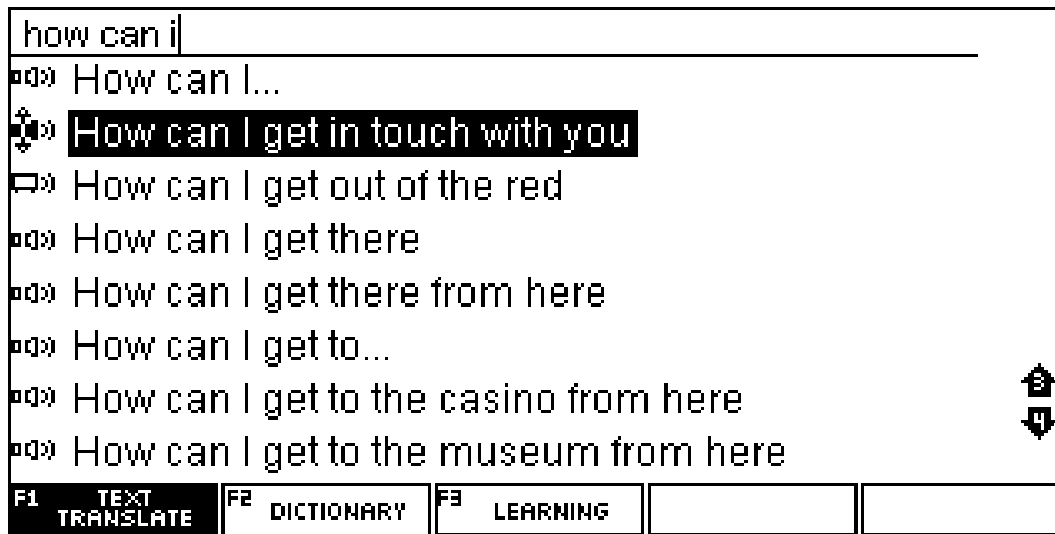 how can i
How can I...
How can I get in touch with you
How can I get out of the red
How can I get there
How can I get there from here
How can I get to...
How can I get to the casino from here
3
How can I get to the museum from here
4
F1 TEXT TRANSLATE F2 DICTIONARY F3 LEARNING